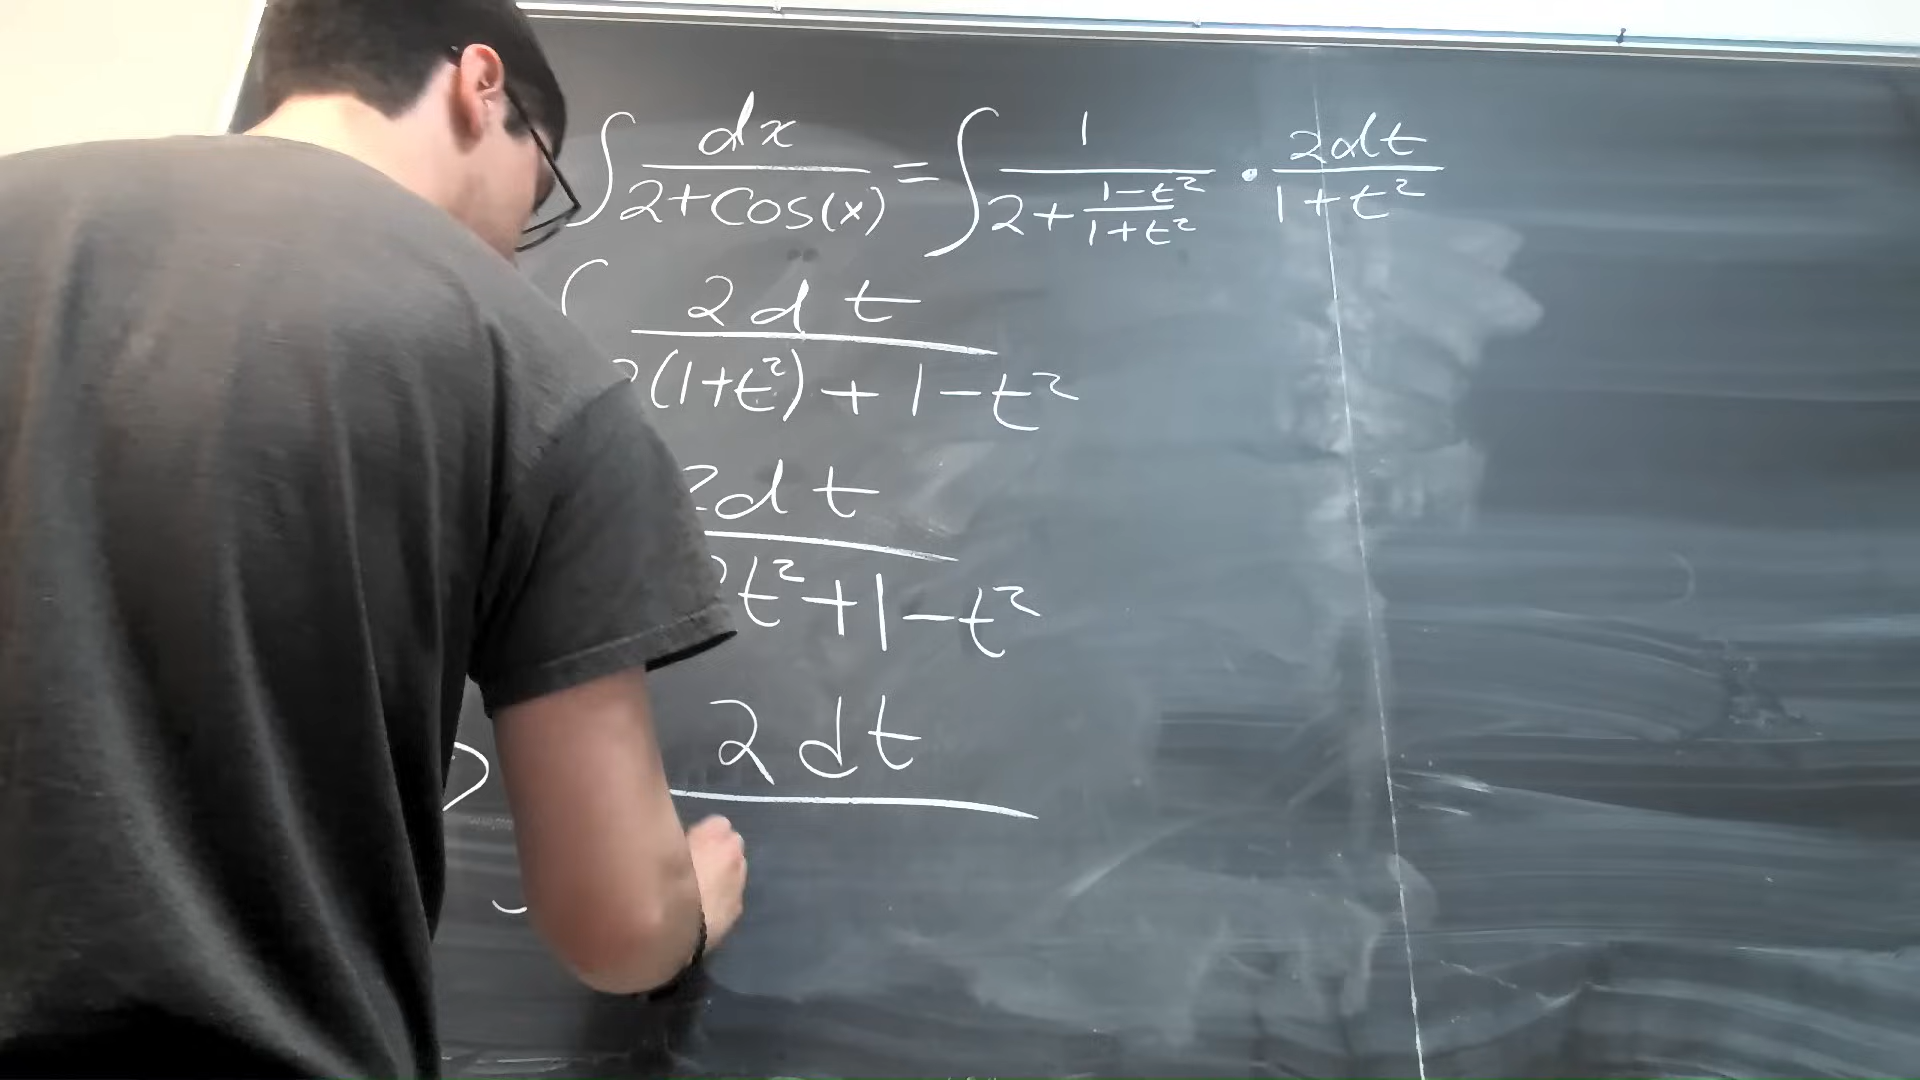 ∫ dx/(2+Cos(x)) = ∫ 1/(2+(1-t²)/(1+t²)) · 2dt/(1+t²)
∫ 2dt/(2(1+t²)+1-t²)
2dt/(2t²+1-t²)
2dt